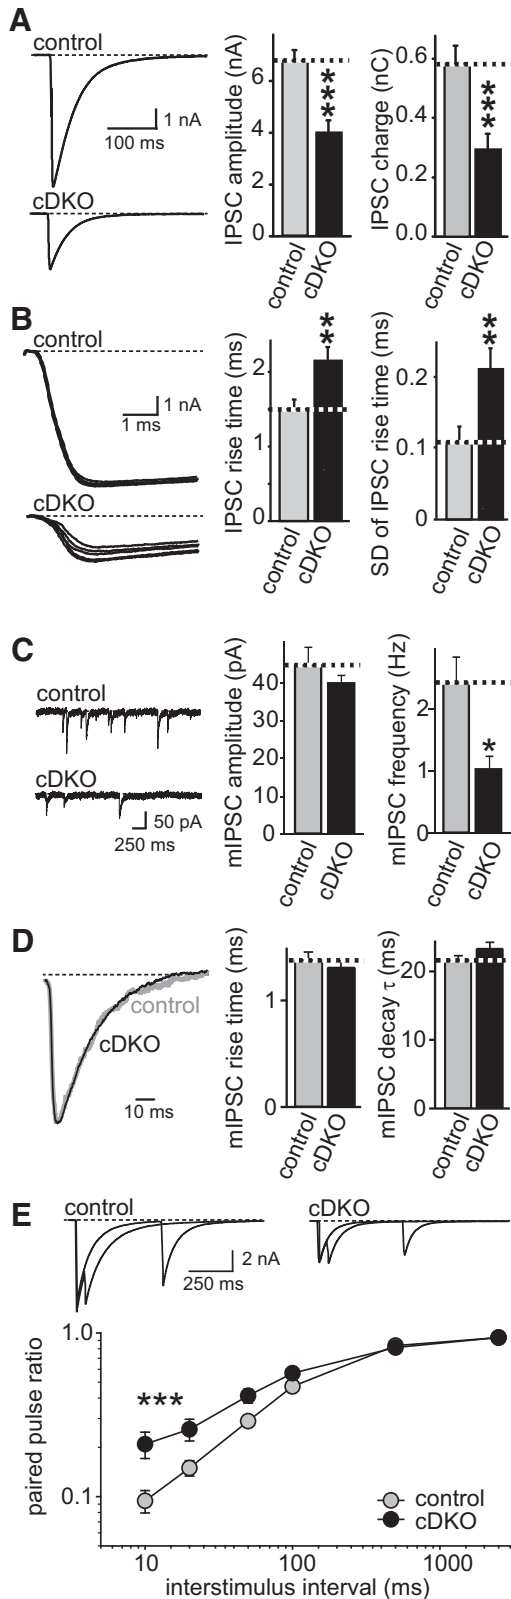 A
control
1 nA
100 ms
cDKO
IPSC amplitude (nA)
6
4
2
0
***
control
cDKO
IPSC charge (nC)
0.6
0.4
0.2
0.0
***
control
cDKO
B
control
1 nA
1 ms
cDKO
IPSC rise time (ms)
2
1
0
**
control
cDKO
SD of IPSC rise time (ms)
0.2
0.1
0
**
control
cDKO
C
control
cDKO
50 pA
250 ms
mIPSC amplitude (pA)
40
30
20
10
0
control
cDKO
mIPSC frequency (Hz)
2
1
0
*
control
cDKO
D
control
cDKO
10 ms
mIPSC rise time (ms)
1
0
control
cDKO
mIPSC decay τ (ms)
20
10
0
control
cDKO
E
control
cDKO
2 nA
250 ms
paired pulse ratio
1.0
0.1
***
control
cDKO
10
100
1000
interstimulus interval (ms)